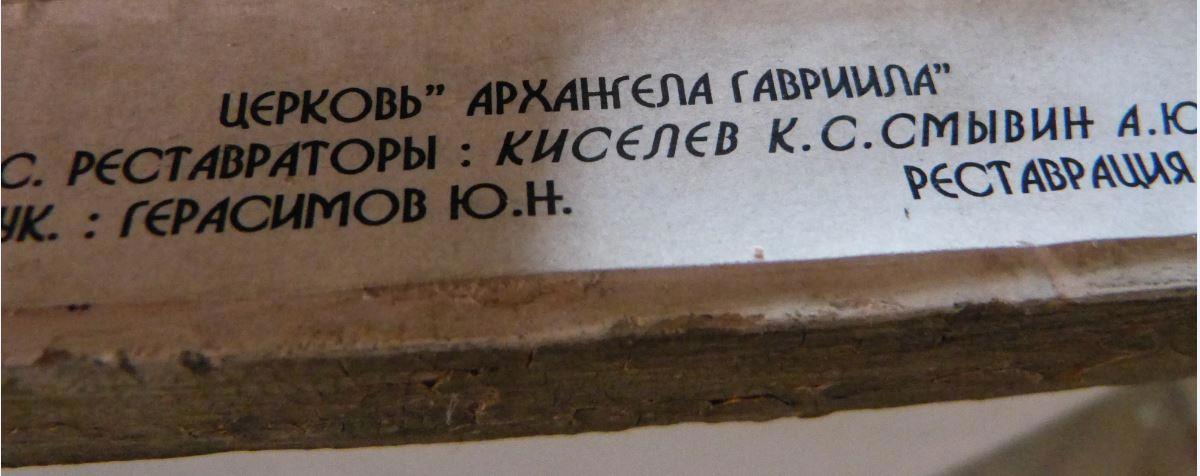 ЦЕРКОВЬ" АРХАНГЕЛА ГАВРИИЛА"
С. РЕСТАВРАТОРЫ : КИСЕЛЕВ К.С.СМЫВИН А.Ю
УК. : ГЕРАСИМОВ Ю.Н. РЕСТАВРАЦИЯ